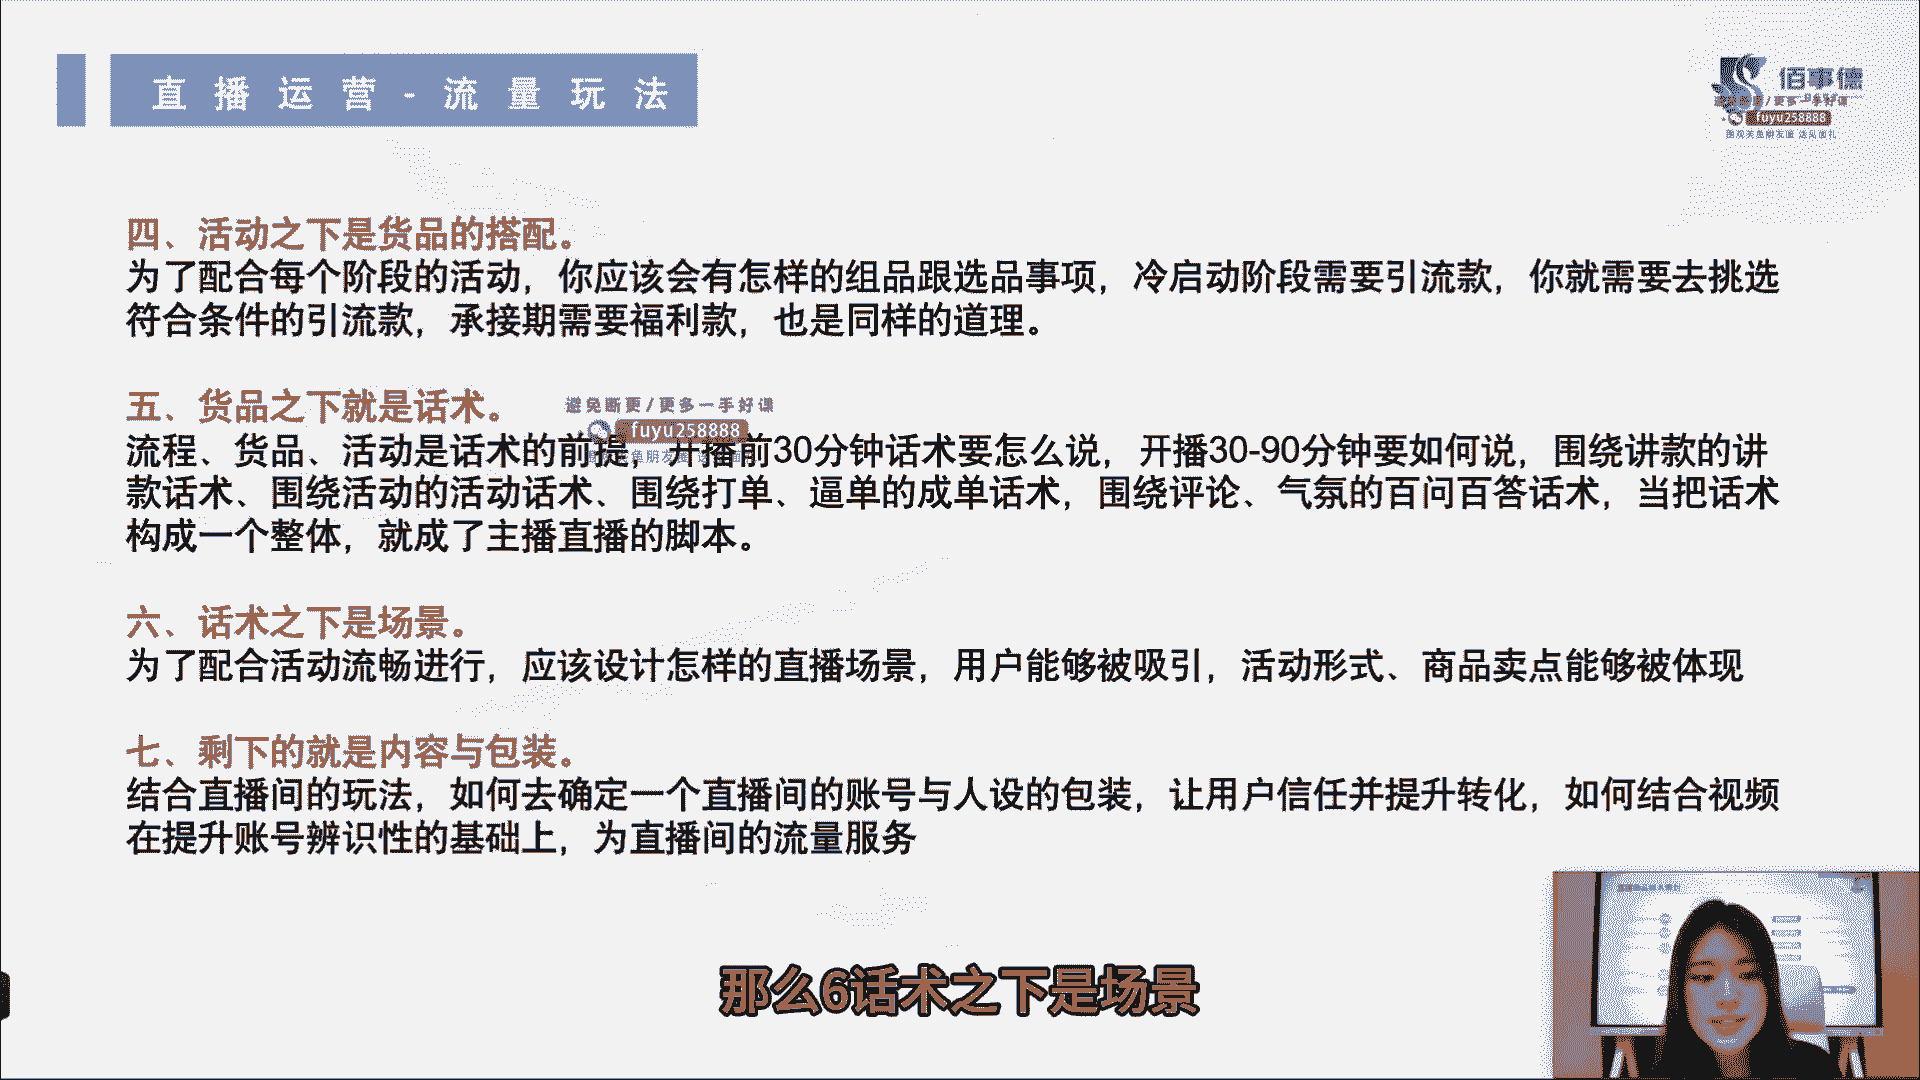 直播运营-流量玩法
佰事德
避免断更/更多一手好课
fuyu258888
四、活动之下是货品的搭配。
为了配合每个阶段的活动，你应该会有怎样的组品跟选品事项，冷启动阶段需要引流款，你就需要去挑选
符合条件的引流款，承接期需要福利款，也是同样的道理。
五、货品之下就是话术。
避免断更/更多一手好课
fuyu258888
流程、货品、活动是话术的前提，开播前30分钟话术要怎么说，开播30-90分钟要如何说，围绕讲款的讲
款话术、围绕活动的活动话术、围绕打单、逼单的成单话术，围绕评论、气氛的百问百答话术，当把话术
构成一个整体，就成了主播直播的脚本。
六、话术之下是场景。
为了配合活动流畅进行，应该设计怎样的直播场景，用户能够被吸引，活动形式、商品卖点能够被体现
七、剩下的就是内容与包装。
结合直播间的玩法，如何去确定一个直播间的账号与人设的包装，让用户信任并提升转化，如何结合视频
在提升账号辨识性的基础上，为直播间的流量服务
那么6话术之下是场景